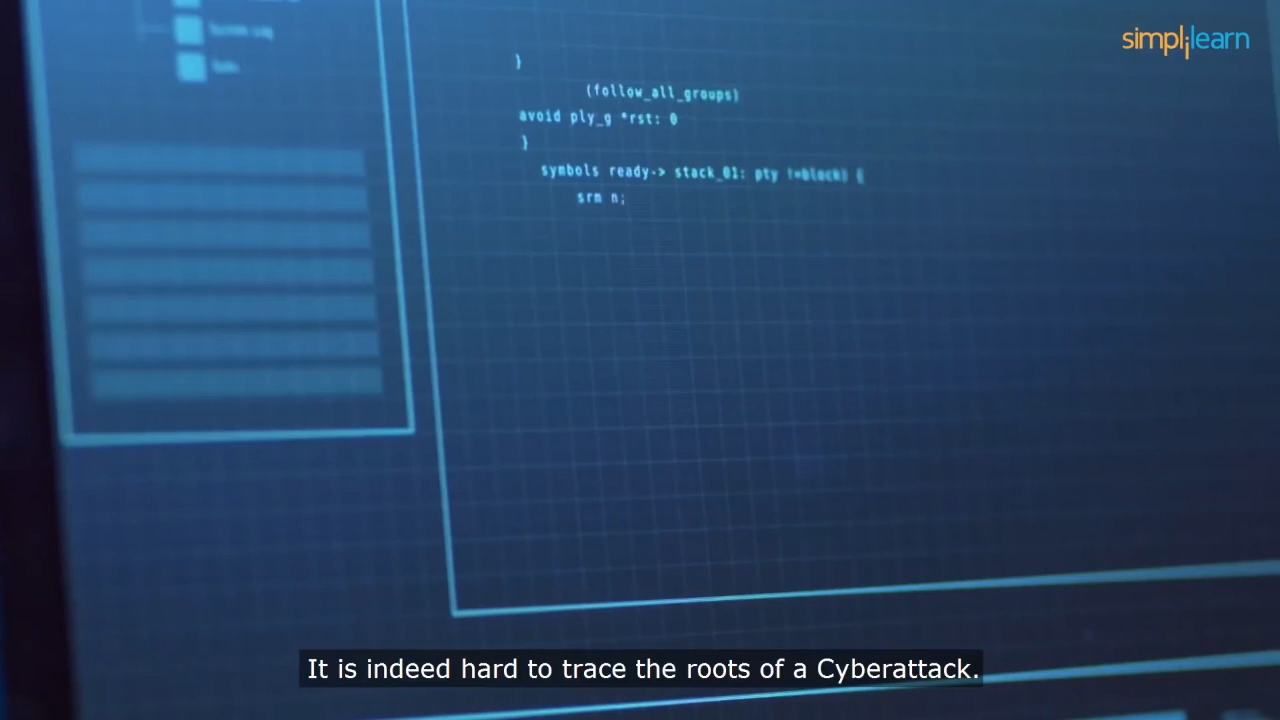 simplilearn
}
(follow_all_groups)
avoid ply_g *rst: 0
}
symbols ready-> stack_01: pty !=block) {
srm n;
It is indeed hard to trace the roots of a Cyberattack.